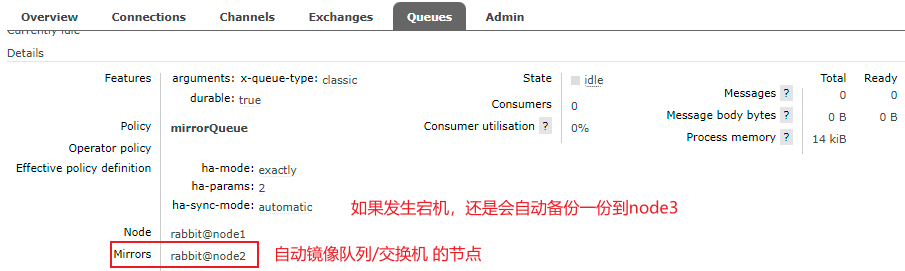 Overview Connections Channels Exchanges Queues Admin
Currently idle
Details
Features arguments: x-queue-type: classic State idle Total Ready
durable: true Consumers 0 Messages ? 0 0
Policy mirrorQueue Consumer utilisation ? 0% Message body bytes ? 0 B 0 B
Operator policy Process memory ? 14 kiB
Effective policy definition ha-mode: exactly
ha-params: 2
ha-sync-mode: automatic 如果发生宕机，还是会自动备份一份到node3
Node rabbit@node1
Mirrors rabbit@node2 自动镜像队列/交换机 的节点